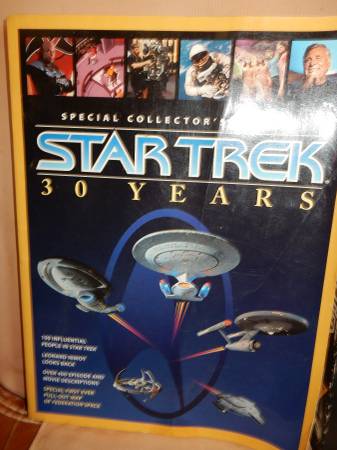 SPECIAL COLLECTOR'S
STAR TREK
30 YEARS
100 INFLUENTIAL
PEOPLE IN STAR TREK
LEONARD NIMOY
LOOKS BACK
OVER 400 EPISODE AND
MOVIE DESCRIPTIONS
SPECIAL FIRST EVER
PULL-OUT MAP
OF FEDERATION SPACE